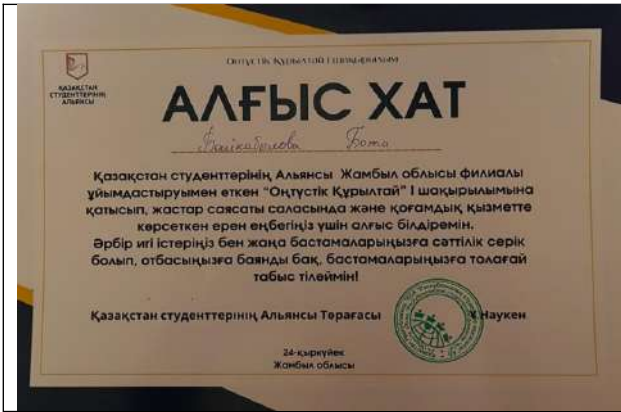 ҚАЗАҚСТАН
СТУДЕНТТЕРІНІҢ
АЛЬЯНСЫ
Оңтүстік Құрылтай I шақырылым
АЛҒЫС ХАТ
Бота
Қазақстан студенттерінің Альянсы Жамбыл облысы филиалы
ұйымдастыруымен өткен “Оңтүстік Құрылтай” I шақырылымына
қатысып, жастар саясаты саласында және қоғамдық қызметте
көрсеткен ерен еңбегіңіз үшін алғыс білдіремін.
Әрбір игі істеріңіз бен жаңа бастамаларыңызға сәттілік серік
болып, отбасыңызға баянды бақ, бастамаларыңызға толағай
табыс тілеймін!
Қазақстан студенттерінің Альянсы Төрағасы Наукен
24-қыркүйек
Жамбыл облысы